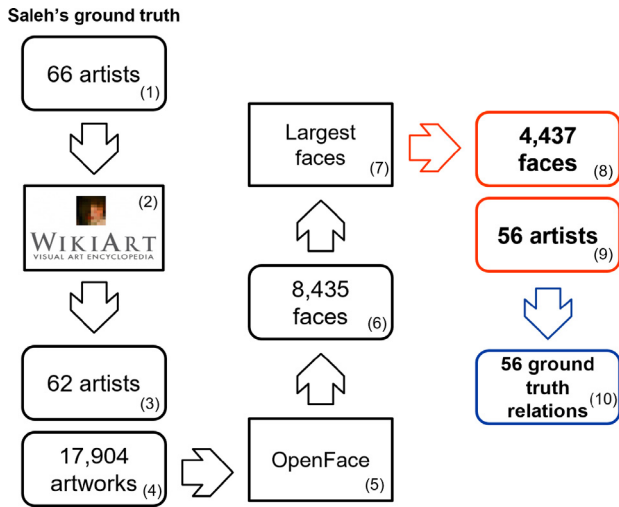 Saleh's ground truth
66 artists
(1)
(2)
WIKIART
VISUAL ART ENCYCLOPEDIA
62 artists
(3)
17,904
artworks
(4)
OpenFace
(5)
8,435
faces
(6)
Largest
faces
(7)
4,437
faces
(8)
56 artists
(9)
56 ground
truth
relations
(10)